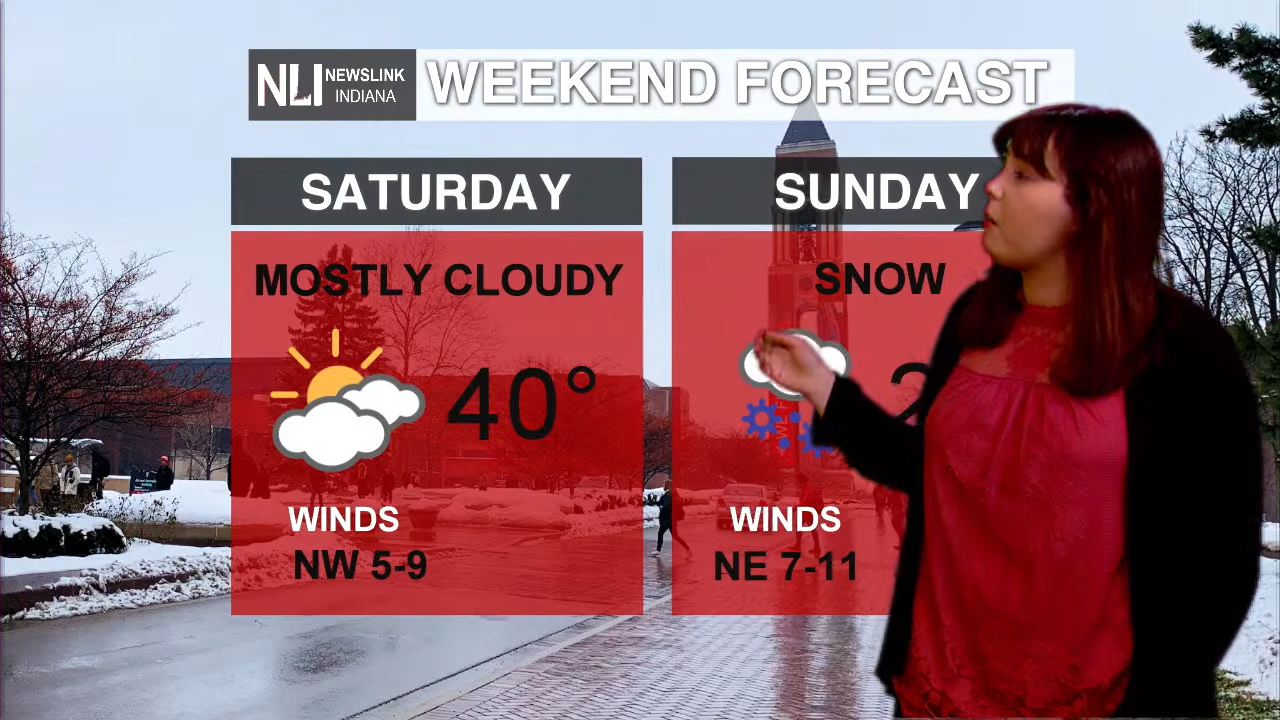 NLI NEWSLINK INDIANA
WEEKEND FORECAST
SATURDAY
MOSTLY CLOUDY
40°
WINDS
NW 5-9
SUNDAY
SNOW
2
WINDS
NE 7-11